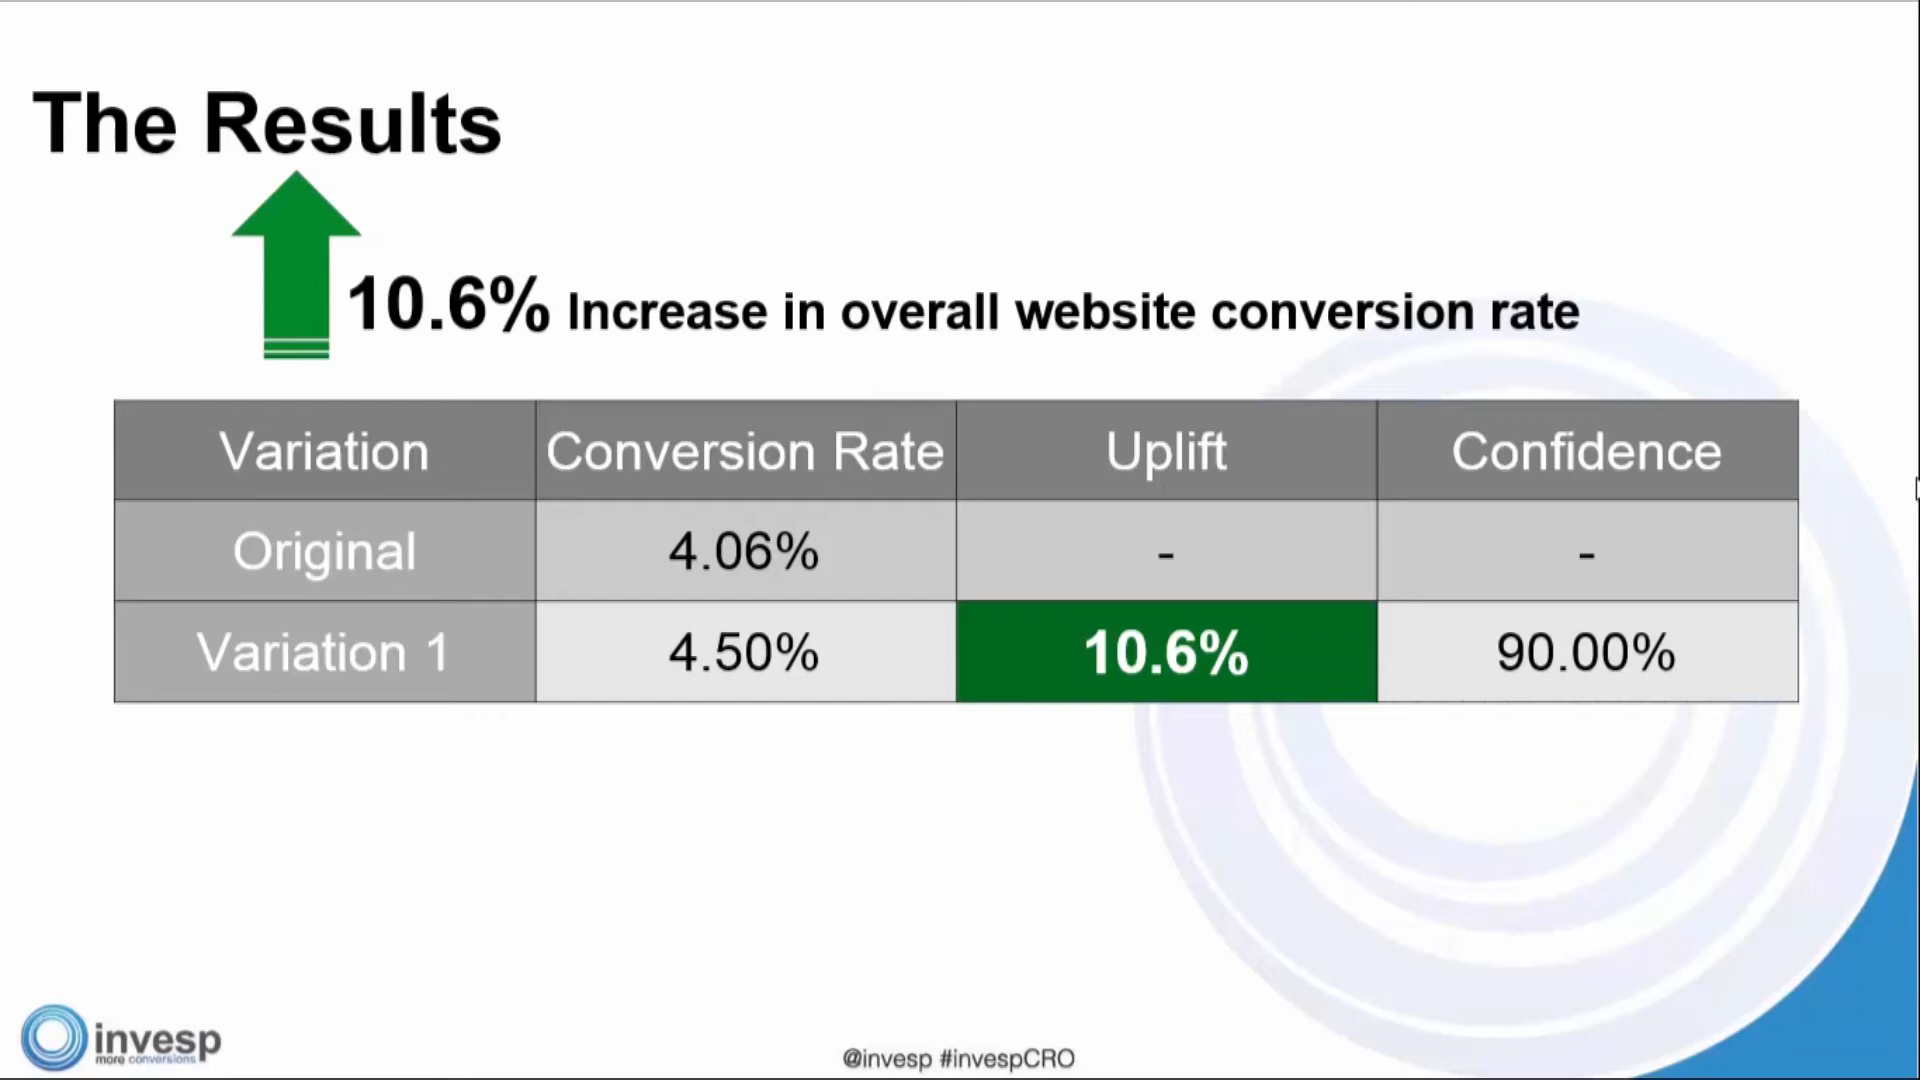 The Results
10.6% Increase in overall website conversion rate
Variation Conversion Rate Uplift Confidence
Original 4.06% - -
Variation 1 4.50% 10.6% 90.00%
invesp
more conversions
@invesp #invespCRO